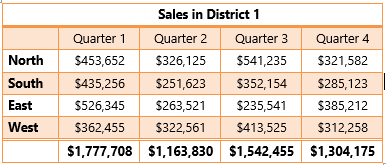 Sales in District 1
Quarter 1 Quarter 2 Quarter 3 Quarter 4
North $453,652 $326,125 $541,235 $321,582
South $435,256 $251,623 $352,154 $285,123
East $526,345 $263,521 $235,541 $385,212
West $362,455 $322,561 $413,525 $312,258
$1,777,708 $1,163,830 $1,542,455 $1,304,175